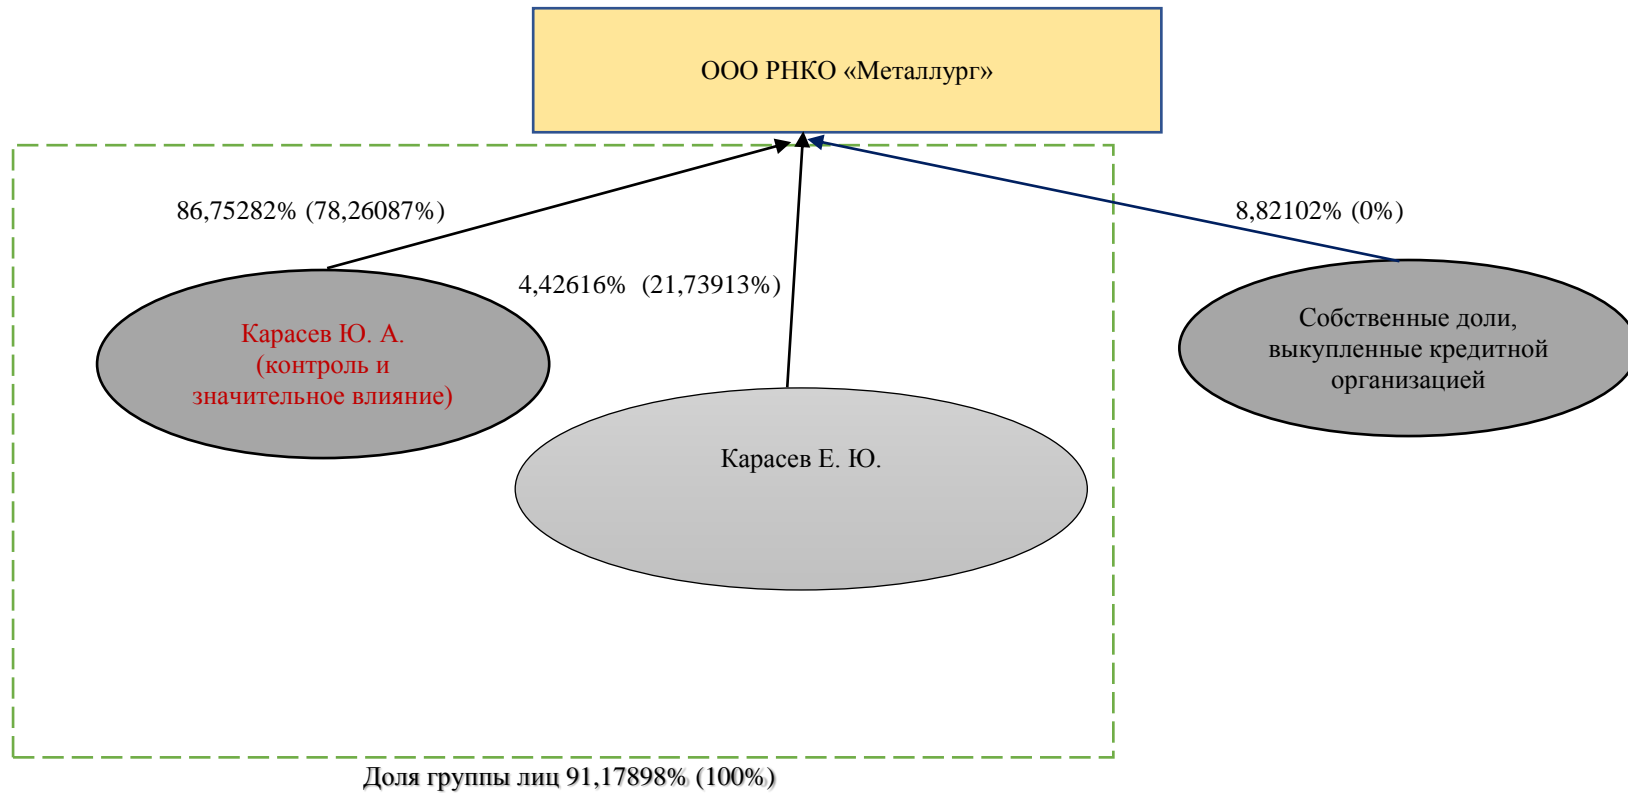 ООО РНКО «Металлург»
86,75282% (78,26087%)
8,82102% (0%)
4,42616% (21,73913%)
Карасев Ю. А.
(контроль и
значительное влияние)
Собственные доли,
выкупленные кредитной
организацией
Карасев Е. Ю.
Доля группы лиц 91,17898% (100%)